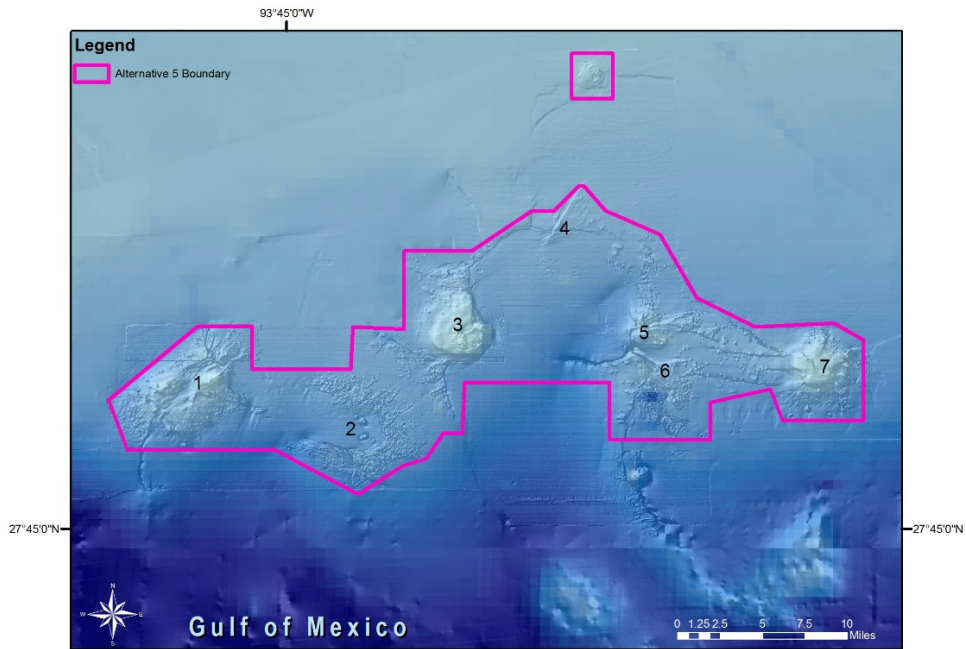 93°45'0"W
Legend
Alternative 5 Boundary
4
3
5
7
6
1
2
27°45'0"N
27°45'0"N
N
W
E
S
Gulf of Mexico
0 1.25 2.5 5 7.5 10
Miles